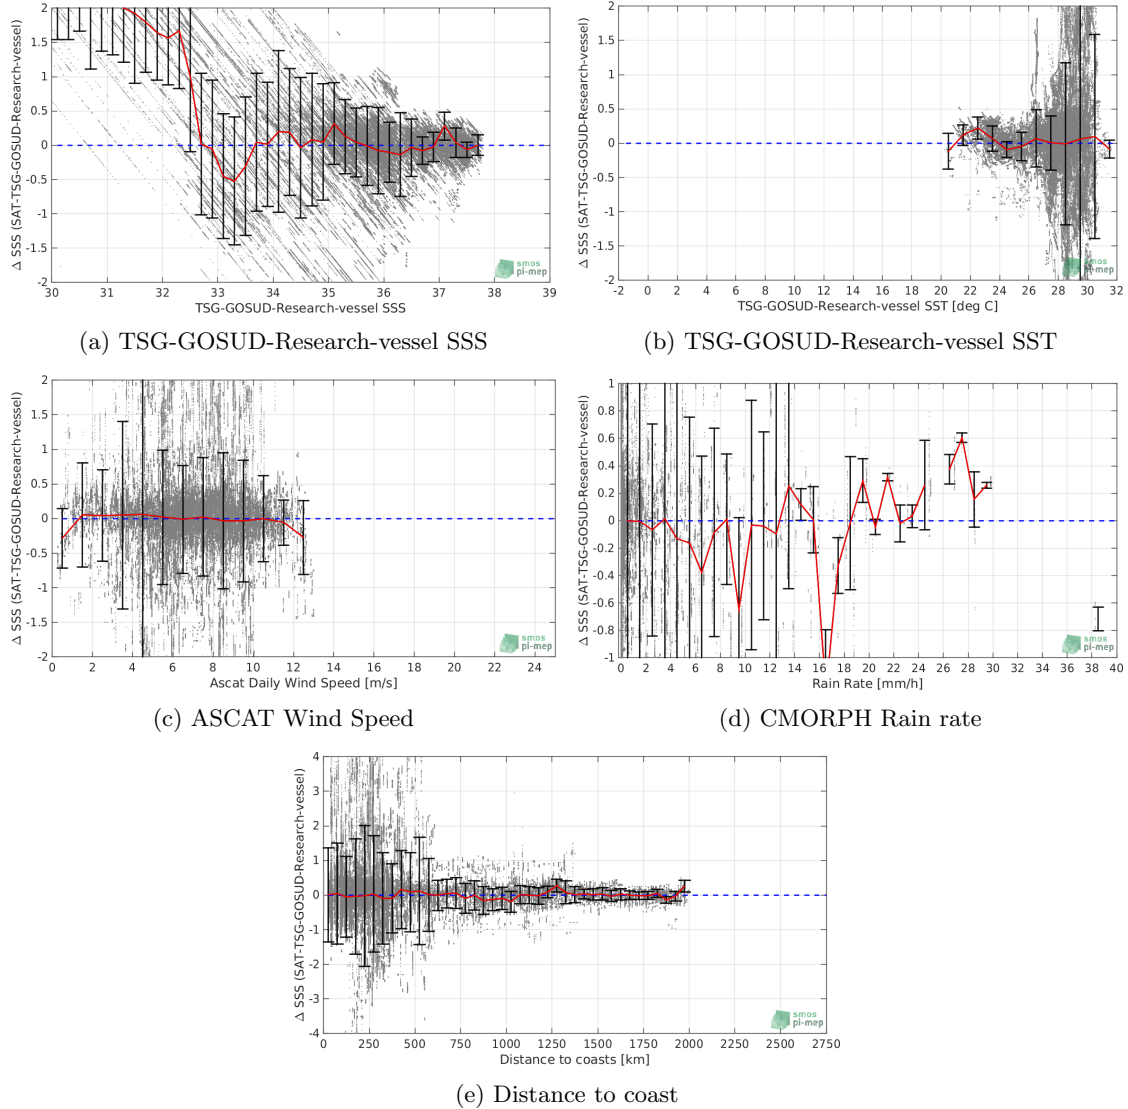 Δ SSS (SAT-TSG-GOSUD-Research-vessel)
2
1.5
1
0.5
0
-0.5
-1
-1.5
-2
30 31 32 33 34 35 36 37 38 39
TSG-GOSUD-Research-vessel SSS
smos
pi-mep
(a) TSG-GOSUD-Research-vessel SSS
Δ SSS (SAT-TSG-GOSUD-Research-vessel)
2
1.5
1
0.5
0
-0.5
-1
-1.5
-2
-2 0 2 4 6 8 10 12 14 16 18 20 22 24 26 28 30 32
TSG-GOSUD-Research-vessel SST [deg C]
smos
pi-mep
(b) TSG-GOSUD-Research-vessel SST
Δ SSS (SAT-TSG-GOSUD-Research-vessel)
2
1.5
1
0.5
0
-0.5
-1
-1.5
-2
0 2 4 6 8 10 12 14 16 18 20 22 24
Ascat Daily Wind Speed [m/s]
smos
pi-mep
(c) ASCAT Wind Speed
Δ SSS (SAT-TSG-GOSUD-Research-vessel)
1
0.8
0.6
0.4
0.2
0
-0.2
-0.4
-0.6
-0.8
-1
0 2 4 6 8 10 12 14 16 18 20 22 24 26 28 30 32 34 36 38 40
Rain Rate [mm/h]
smos
pi-mep
(d) CMORPH Rain rate
Δ SSS (SAT-TSG-GOSUD-Research-vessel)
4
3
2
1
0
-1
-2
-3
-4
0 250 500 750 1000 1250 1500 1750 2000 2250 2500 2750
Distance to coasts [km]
smos
pi-mep
(e) Distance to coast